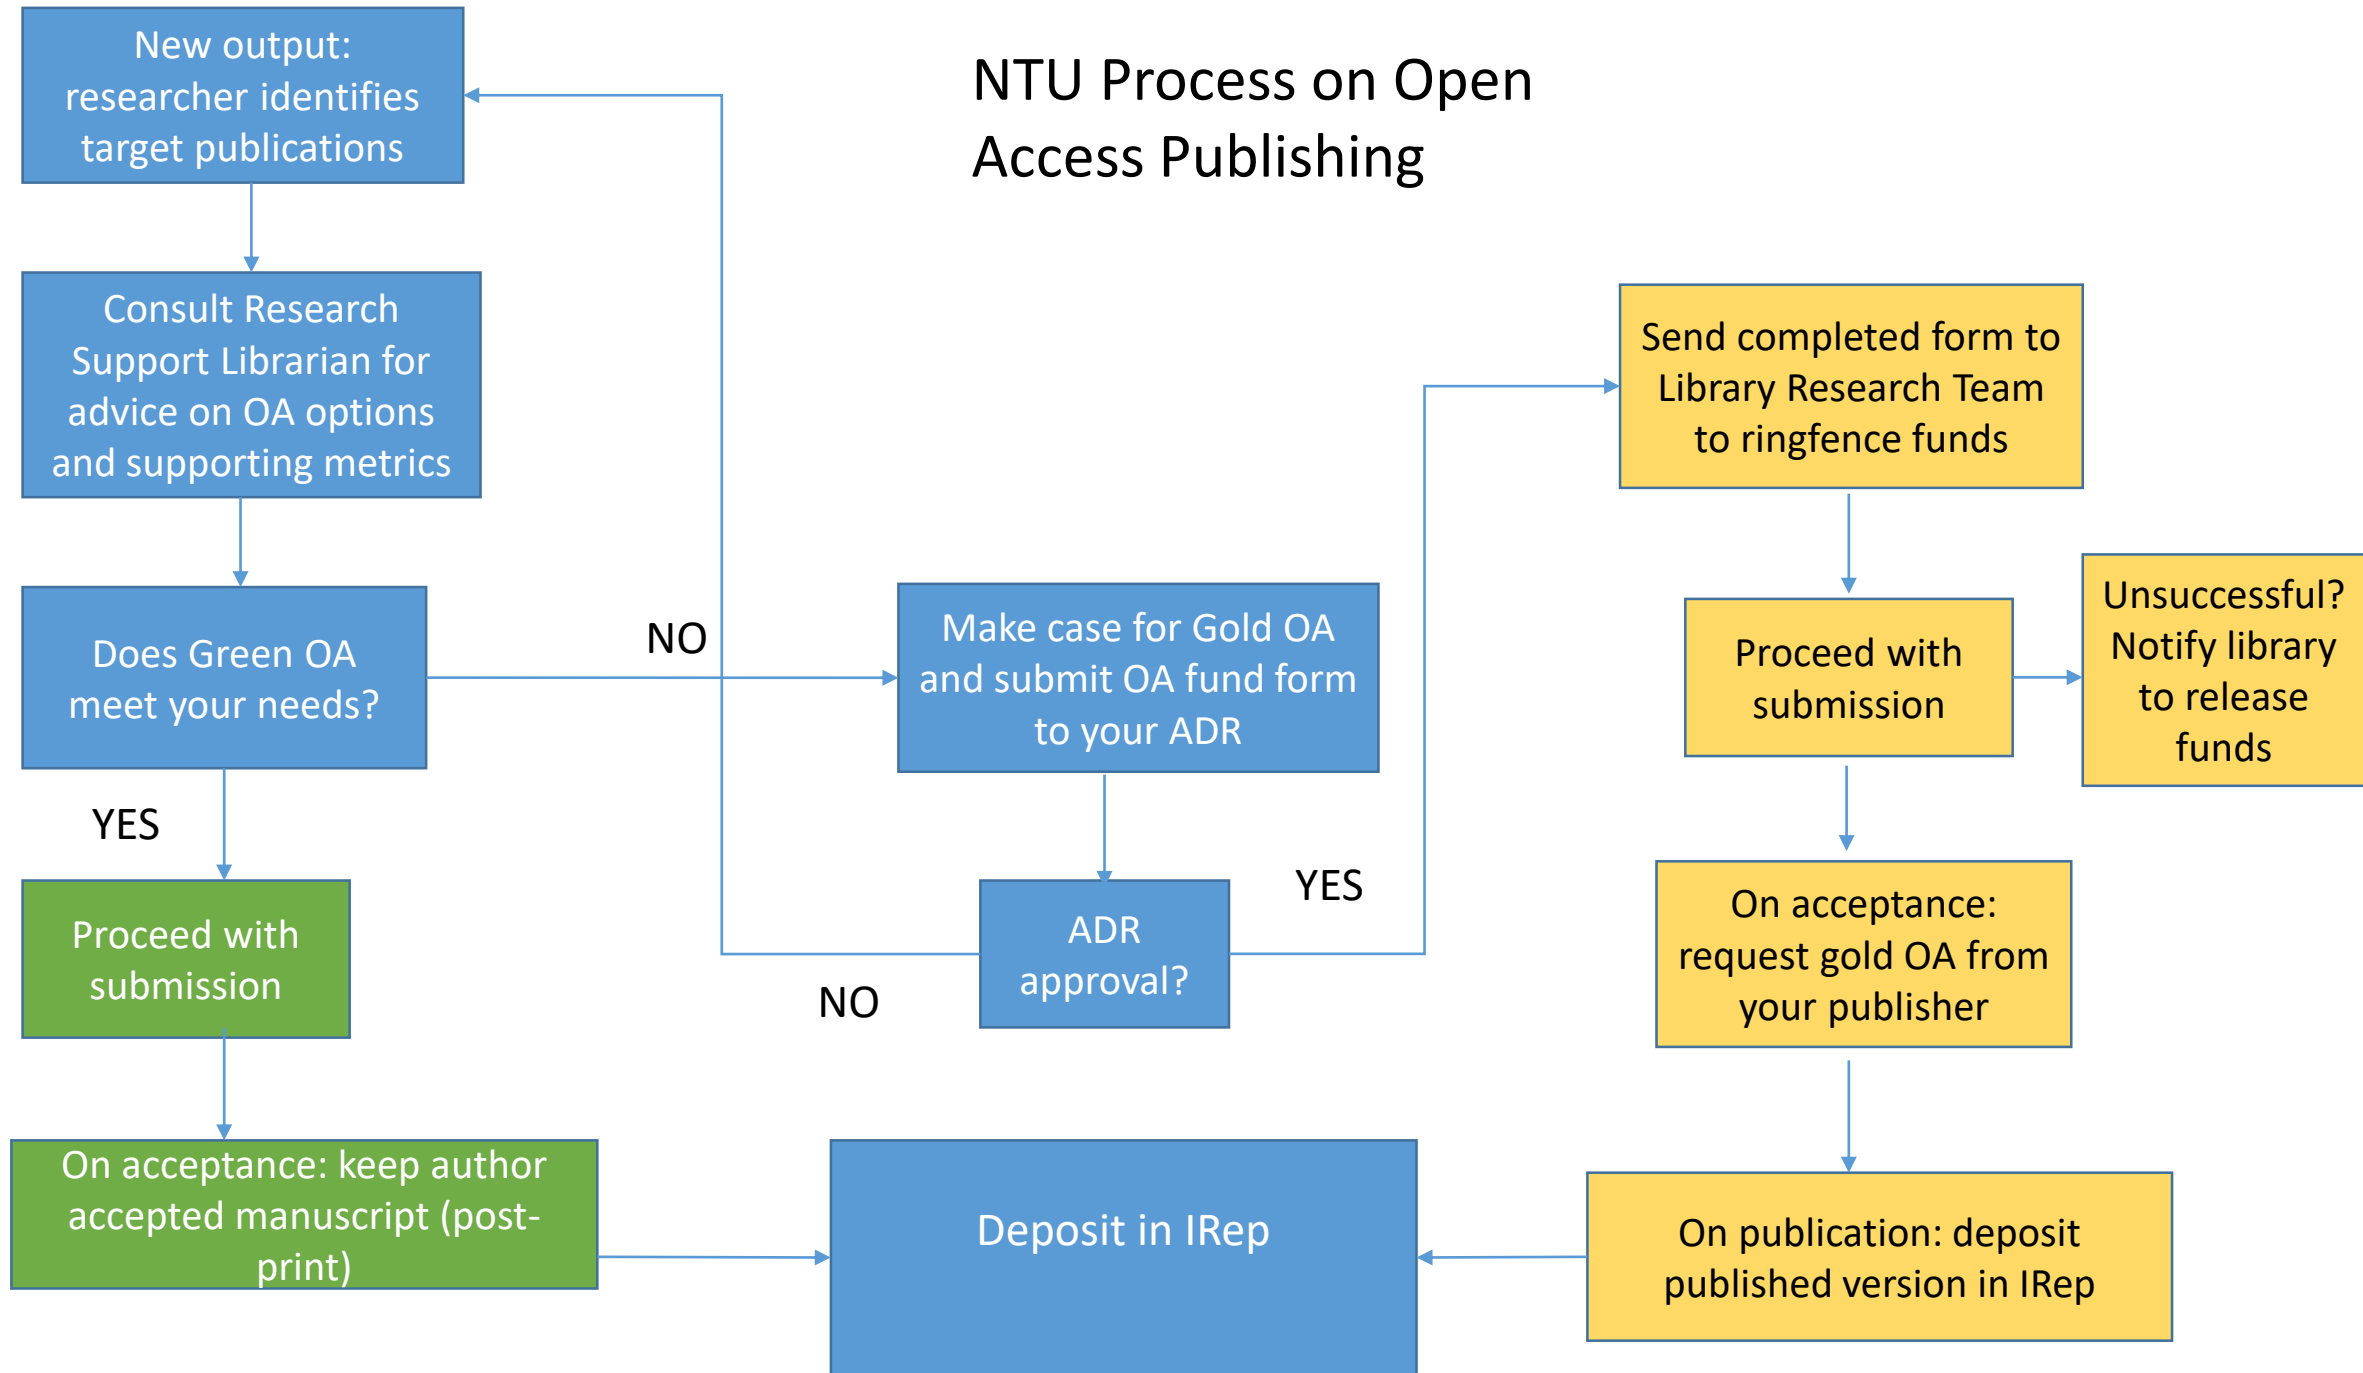 NTU Process on Open
Access Publishing
New output:
researcher identifies
target publications
Consult Research
Support Librarian for
advice on OA options
and supporting metrics
Does Green OA
meet your needs?
NO
YES
Proceed with
submission
On acceptance: keep author
accepted manuscript (post-
print)
Make case for Gold OA
and submit OA fund form
to your ADR
ADR
approval?
NO
YES
Send completed form to
Library Research Team
to ringfence funds
Proceed with
submission
Unsuccessful?
Notify library
to release
funds
On acceptance:
request gold OA from
your publisher
On publication: deposit
published version in IRep
Deposit in IRep